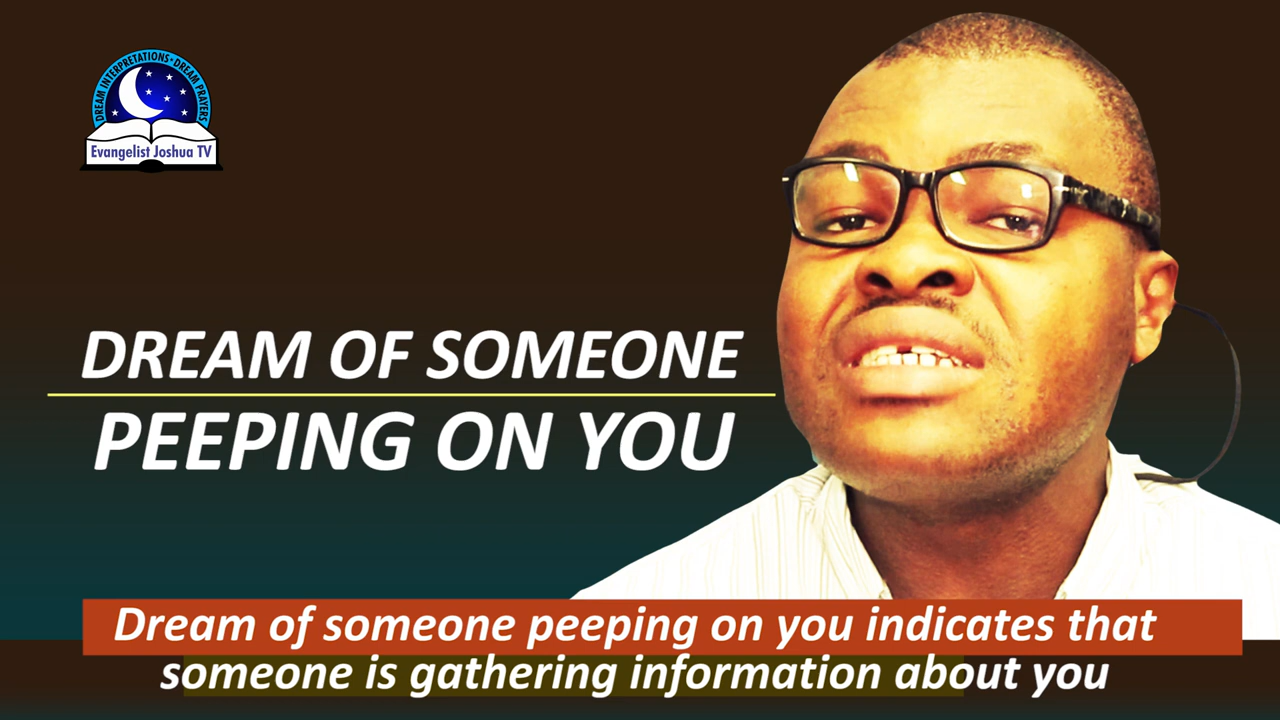 DREAM INTERPRETATIONS • DREAM PRAYERS
Evangelist Joshua TV
DREAM OF SOMEONE
PEEPING ON YOU
Dream of someone peeping on you indicates that
someone is gathering information about you